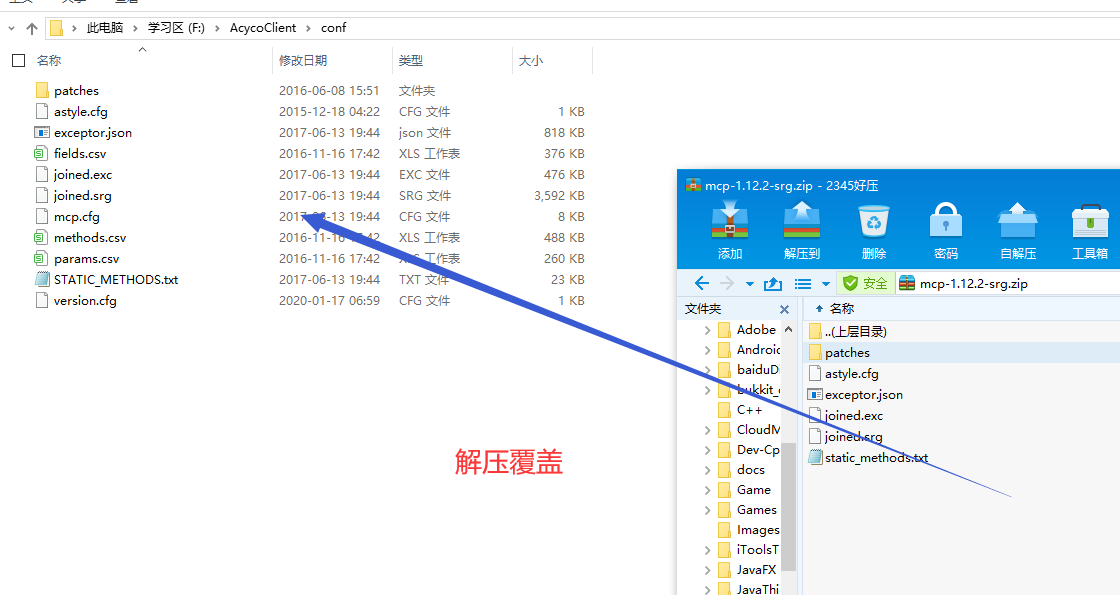 此电脑 学习区 (F:) AcycoClient conf
名称 修改日期 类型 大小
patches 2016-06-08 15:51 文件夹
astyle.cfg 2015-12-18 04:22 CFG 文件 1 KB
exceptor.json 2017-06-13 19:44 json 文件 818 KB
fields.csv 2016-11-16 17:42 XLS 工作表 376 KB
joined.exc 2017-06-13 19:44 EXC 文件 476 KB
joined.srg 2017-06-13 19:44 SRG 文件 3,592 KB
mcp.cfg 2017-06-13 19:44 CFG 文件 8 KB
methods.csv 2016-11-16 17:42 XLS 工作表 488 KB
params.csv 2016-11-16 17:42 XLS 工作表 260 KB
STATIC_METHODS.txt 2017-06-13 19:44 TXT 文件 23 KB
version.cfg 2020-01-17 06:59 CFG 文件 1 KB
解压覆盖
mcp-1.12.2-srg.zip - 2345好压
添加 解压到 删除 密码 自解压 工具箱
安全 mcp-1.12.2-srg.zip
文件夹
Adobe
Android
baiduD
bukkit_
C++
CloudM
Dev-Cp
docs
Game
Games
Images
iToolsT
JavaFX
JavaThi
名称
..(上层目录)
patches
astyle.cfg
exceptor.json
joined.exc
joined.srg
static_methods.txt